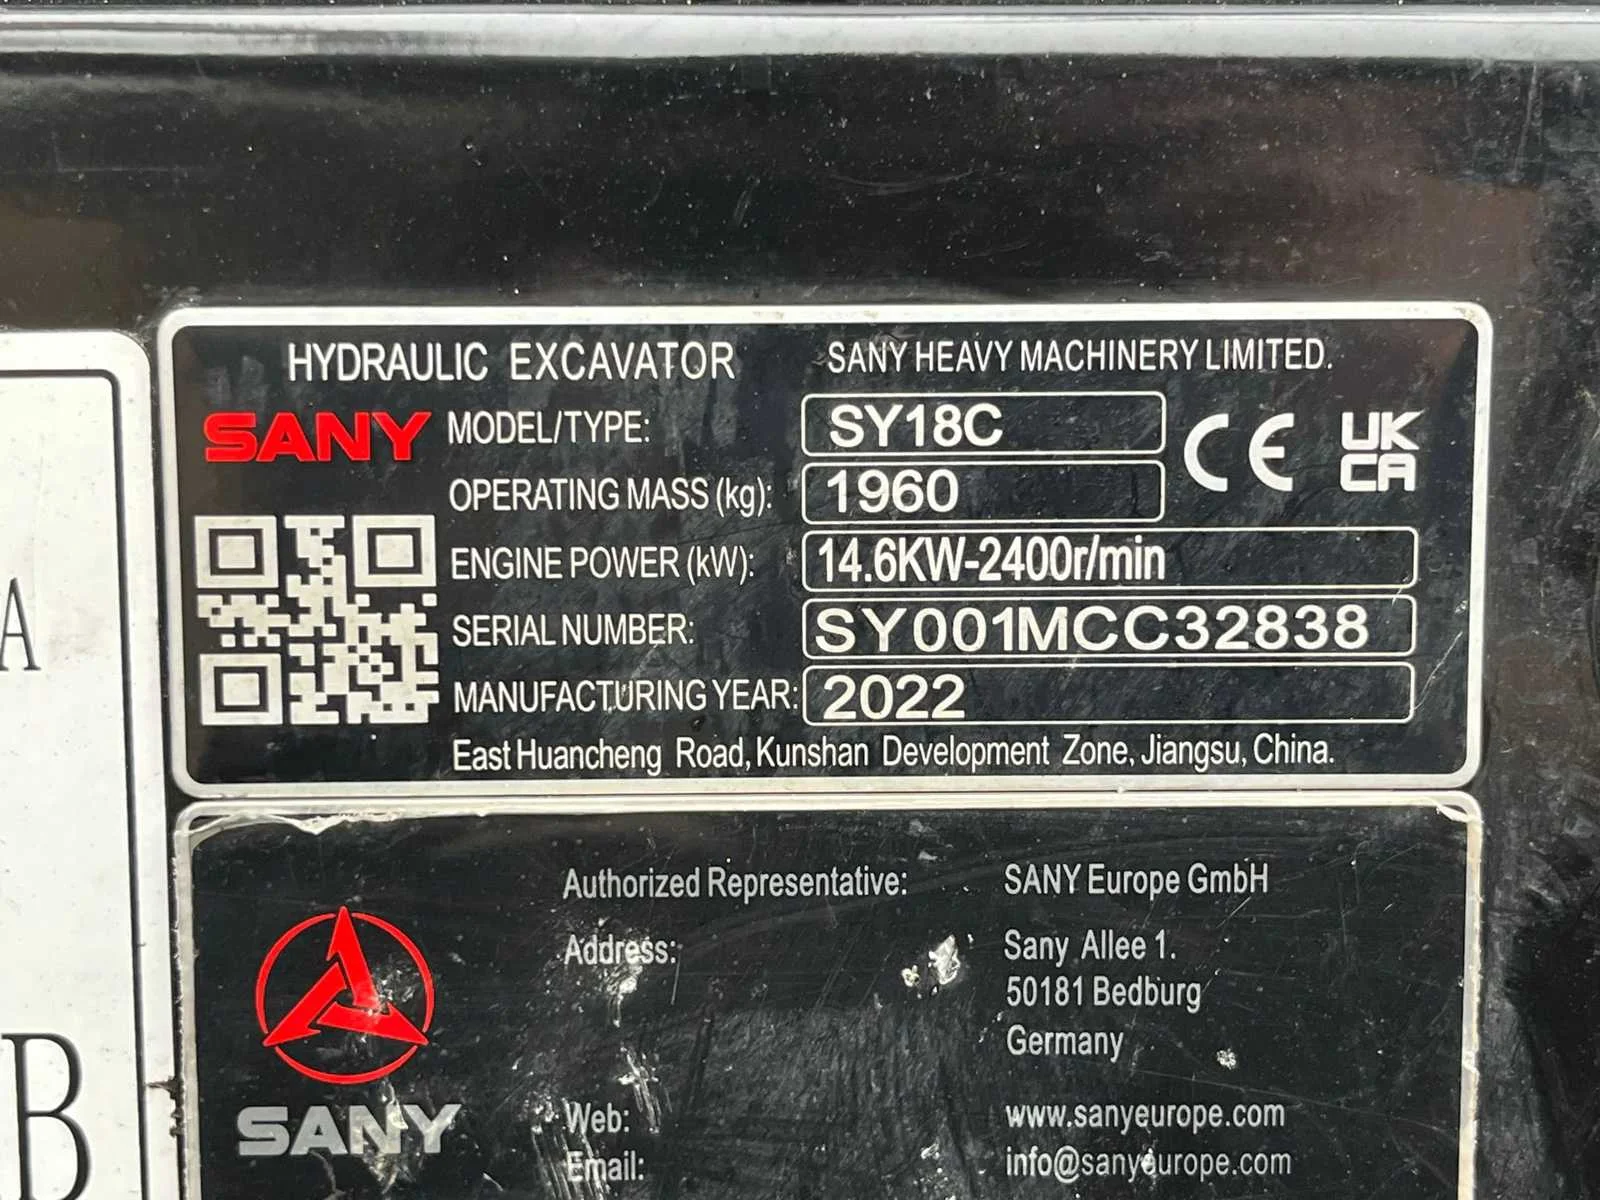 HYDRAULIC EXCAVATOR
SANY HEAVY MACHINERY LIMITED.
SANY
MODEL/TYPE: SY18C
CE UKCA
OPERATING MASS (kg): 1960
ENGINE POWER (kW): 14.6KW-2400r/min
SERIAL NUMBER: SY001MCC32838
MANUFACTURING YEAR: 2022
East Huancheng Road, Kunshan Development Zone, Jiangsu, China.
A
B
SANY
Authorized Representative: SANY Europe GmbH
Address: Sany Allee 1.
50181 Bedburg
Germany
Web: www.sanyeurope.com
Email: info@sanyeurope.com